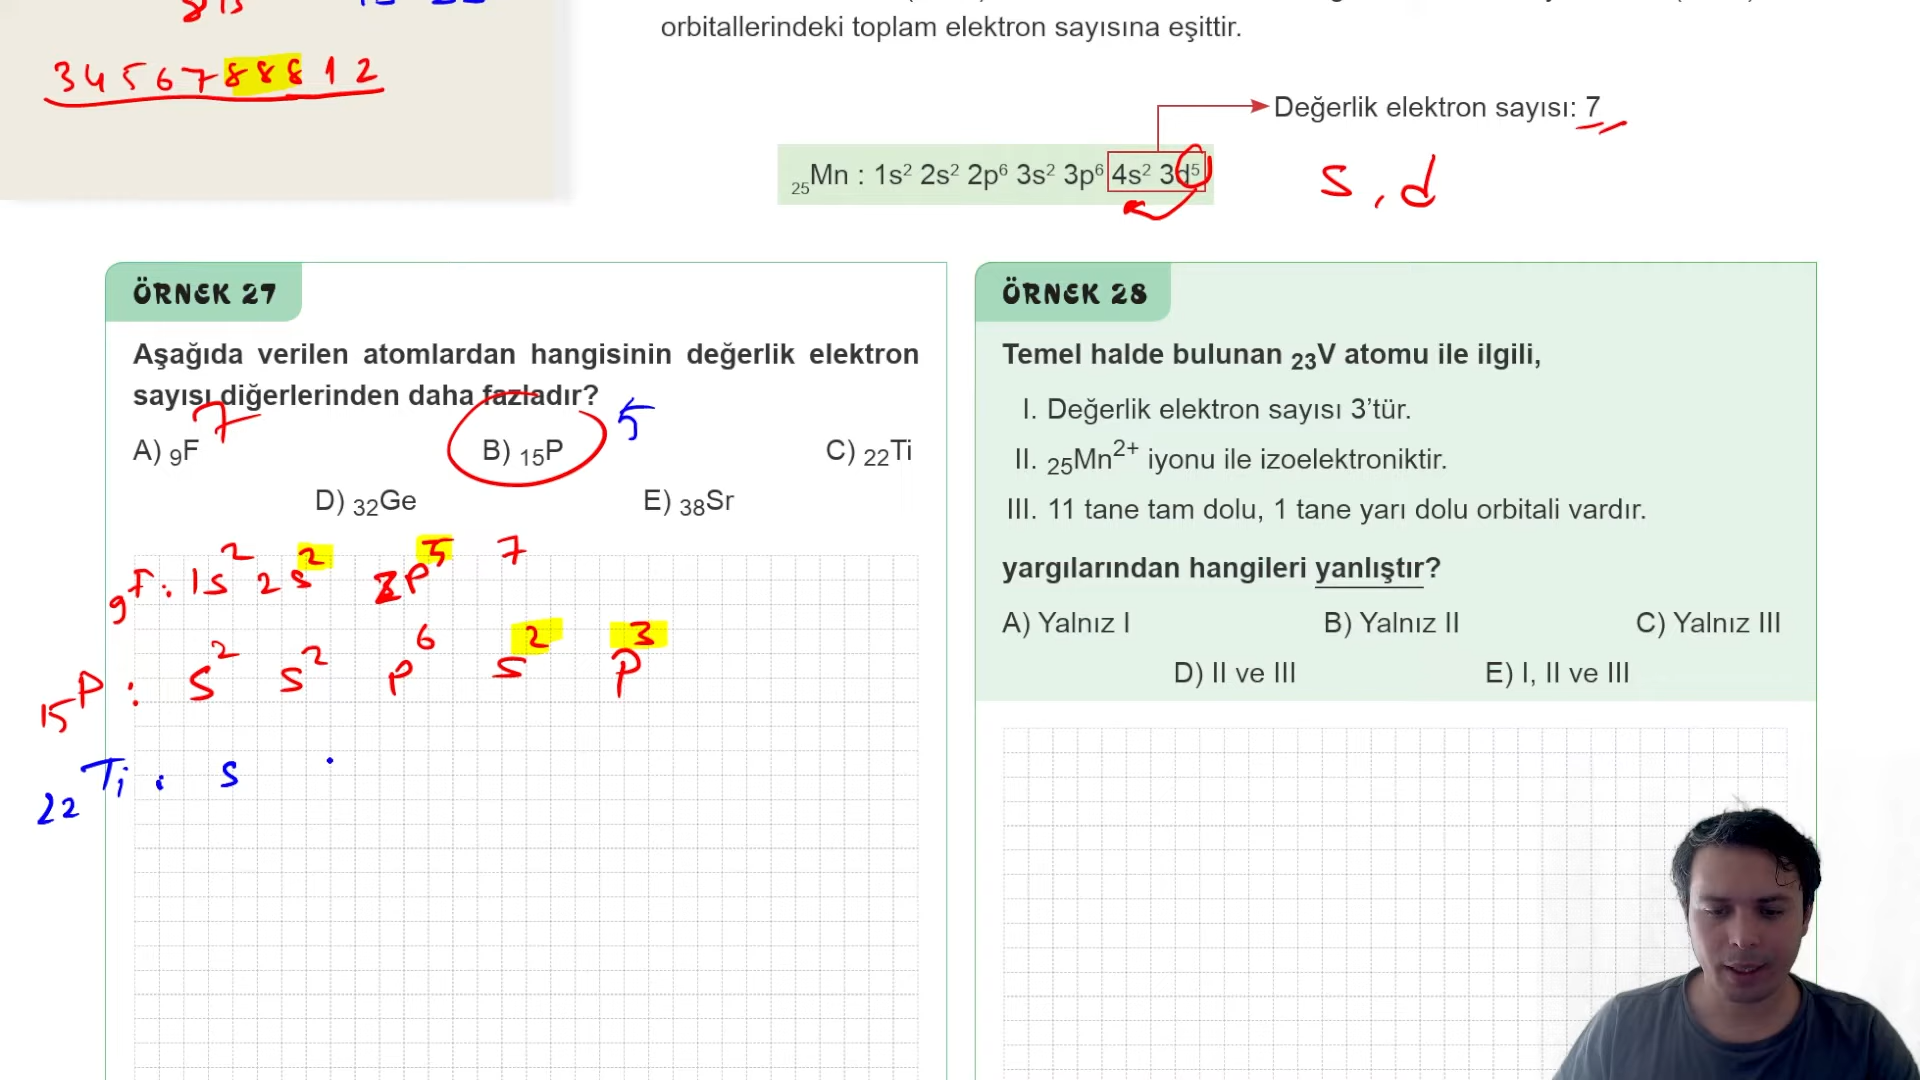 orbitallerindeki toplam elektron sayısına eşittir.
3 4 5 6 7 8 8 8 1 2
Değerlik elektron sayısı: 7
₂₅Mn : 1s² 2s² 2p⁶ 3s² 3p⁶ 4s² 3d⁵
s, d
ÖRNEK 27
Aşağıda verilen atomlardan hangisinin değerlik elektron
sayısı diğerlerinden daha fazladır?
7
5
A) ₉F B) ₁₅P C) ₂₂Ti
D) ₃₂Ge E) ₃₈Sr
₉F : 1s² 2s² 2p⁵ 7
₁₅P : s² s² p⁶ s² p³
₂₂Ti : s
ÖRNEK 28
Temel halde bulunan ₂₃V atomu ile ilgili,
I. Değerlik elektron sayısı 3’tür.
II. ₂₅Mn²⁺ iyonu ile izoelektroniktir.
III. 11 tane tam dolu, 1 tane yarı dolu orbitali vardır.
yargılarından hangileri yanlıştır?
A) Yalnız I B) Yalnız II C) Yalnız III
D) II ve III E) I, II ve III